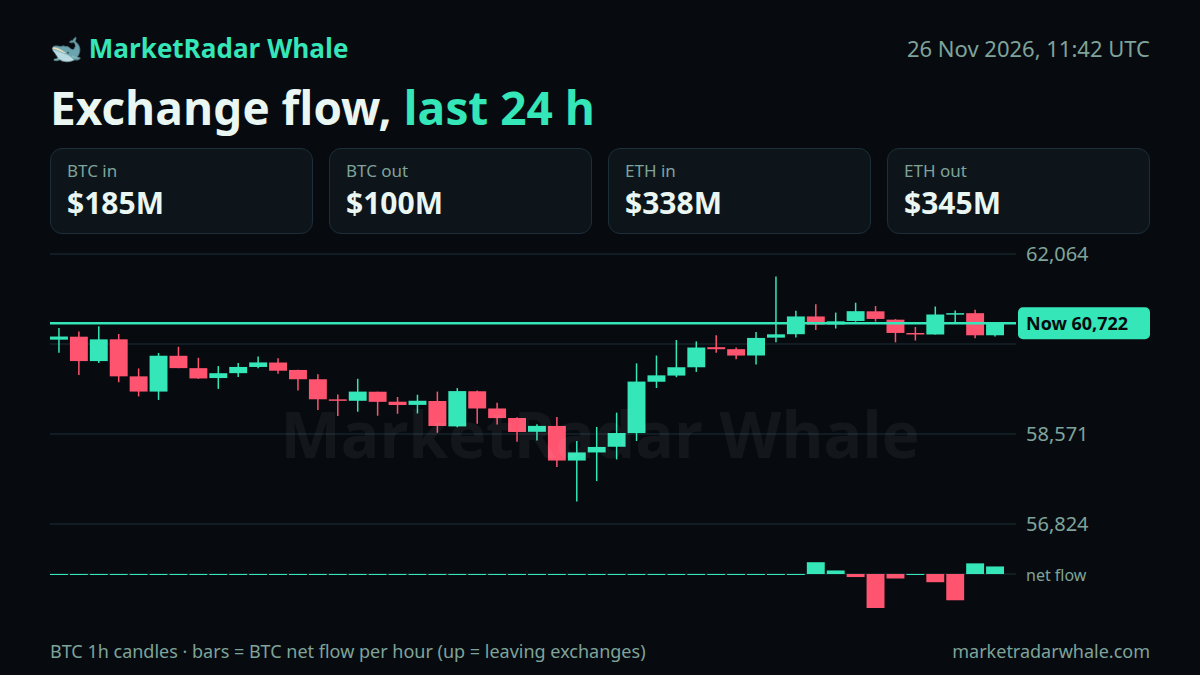 MarketRadar Whale
26 Nov 2026, 11:42 UTC
Exchange flow, last 24 h
BTC in
$185M
BTC out
$100M
ETH in
$338M
ETH out
$345M
62,064
Now 60,722
MarketRadar Whale
58,571
56,824
net flow
BTC 1h candles · bars = BTC net flow per hour (up = leaving exchanges)
marketradarwhale.com